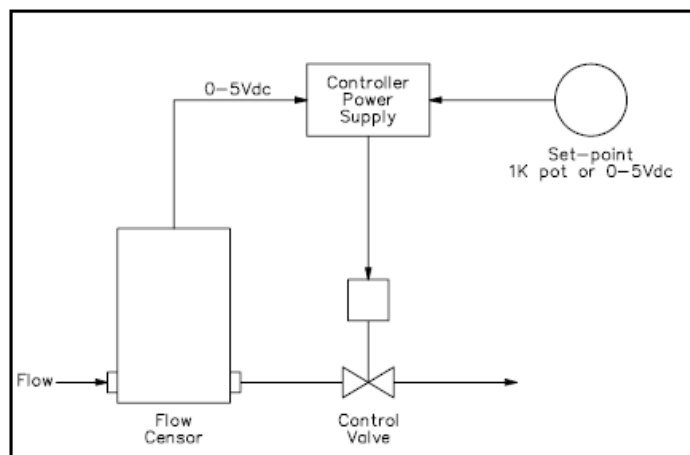 0-5Vdc
Controller
Power
Supply
Set-point
1K pot or 0-5Vdc
Flow
Flow
Censor
Control
Valve